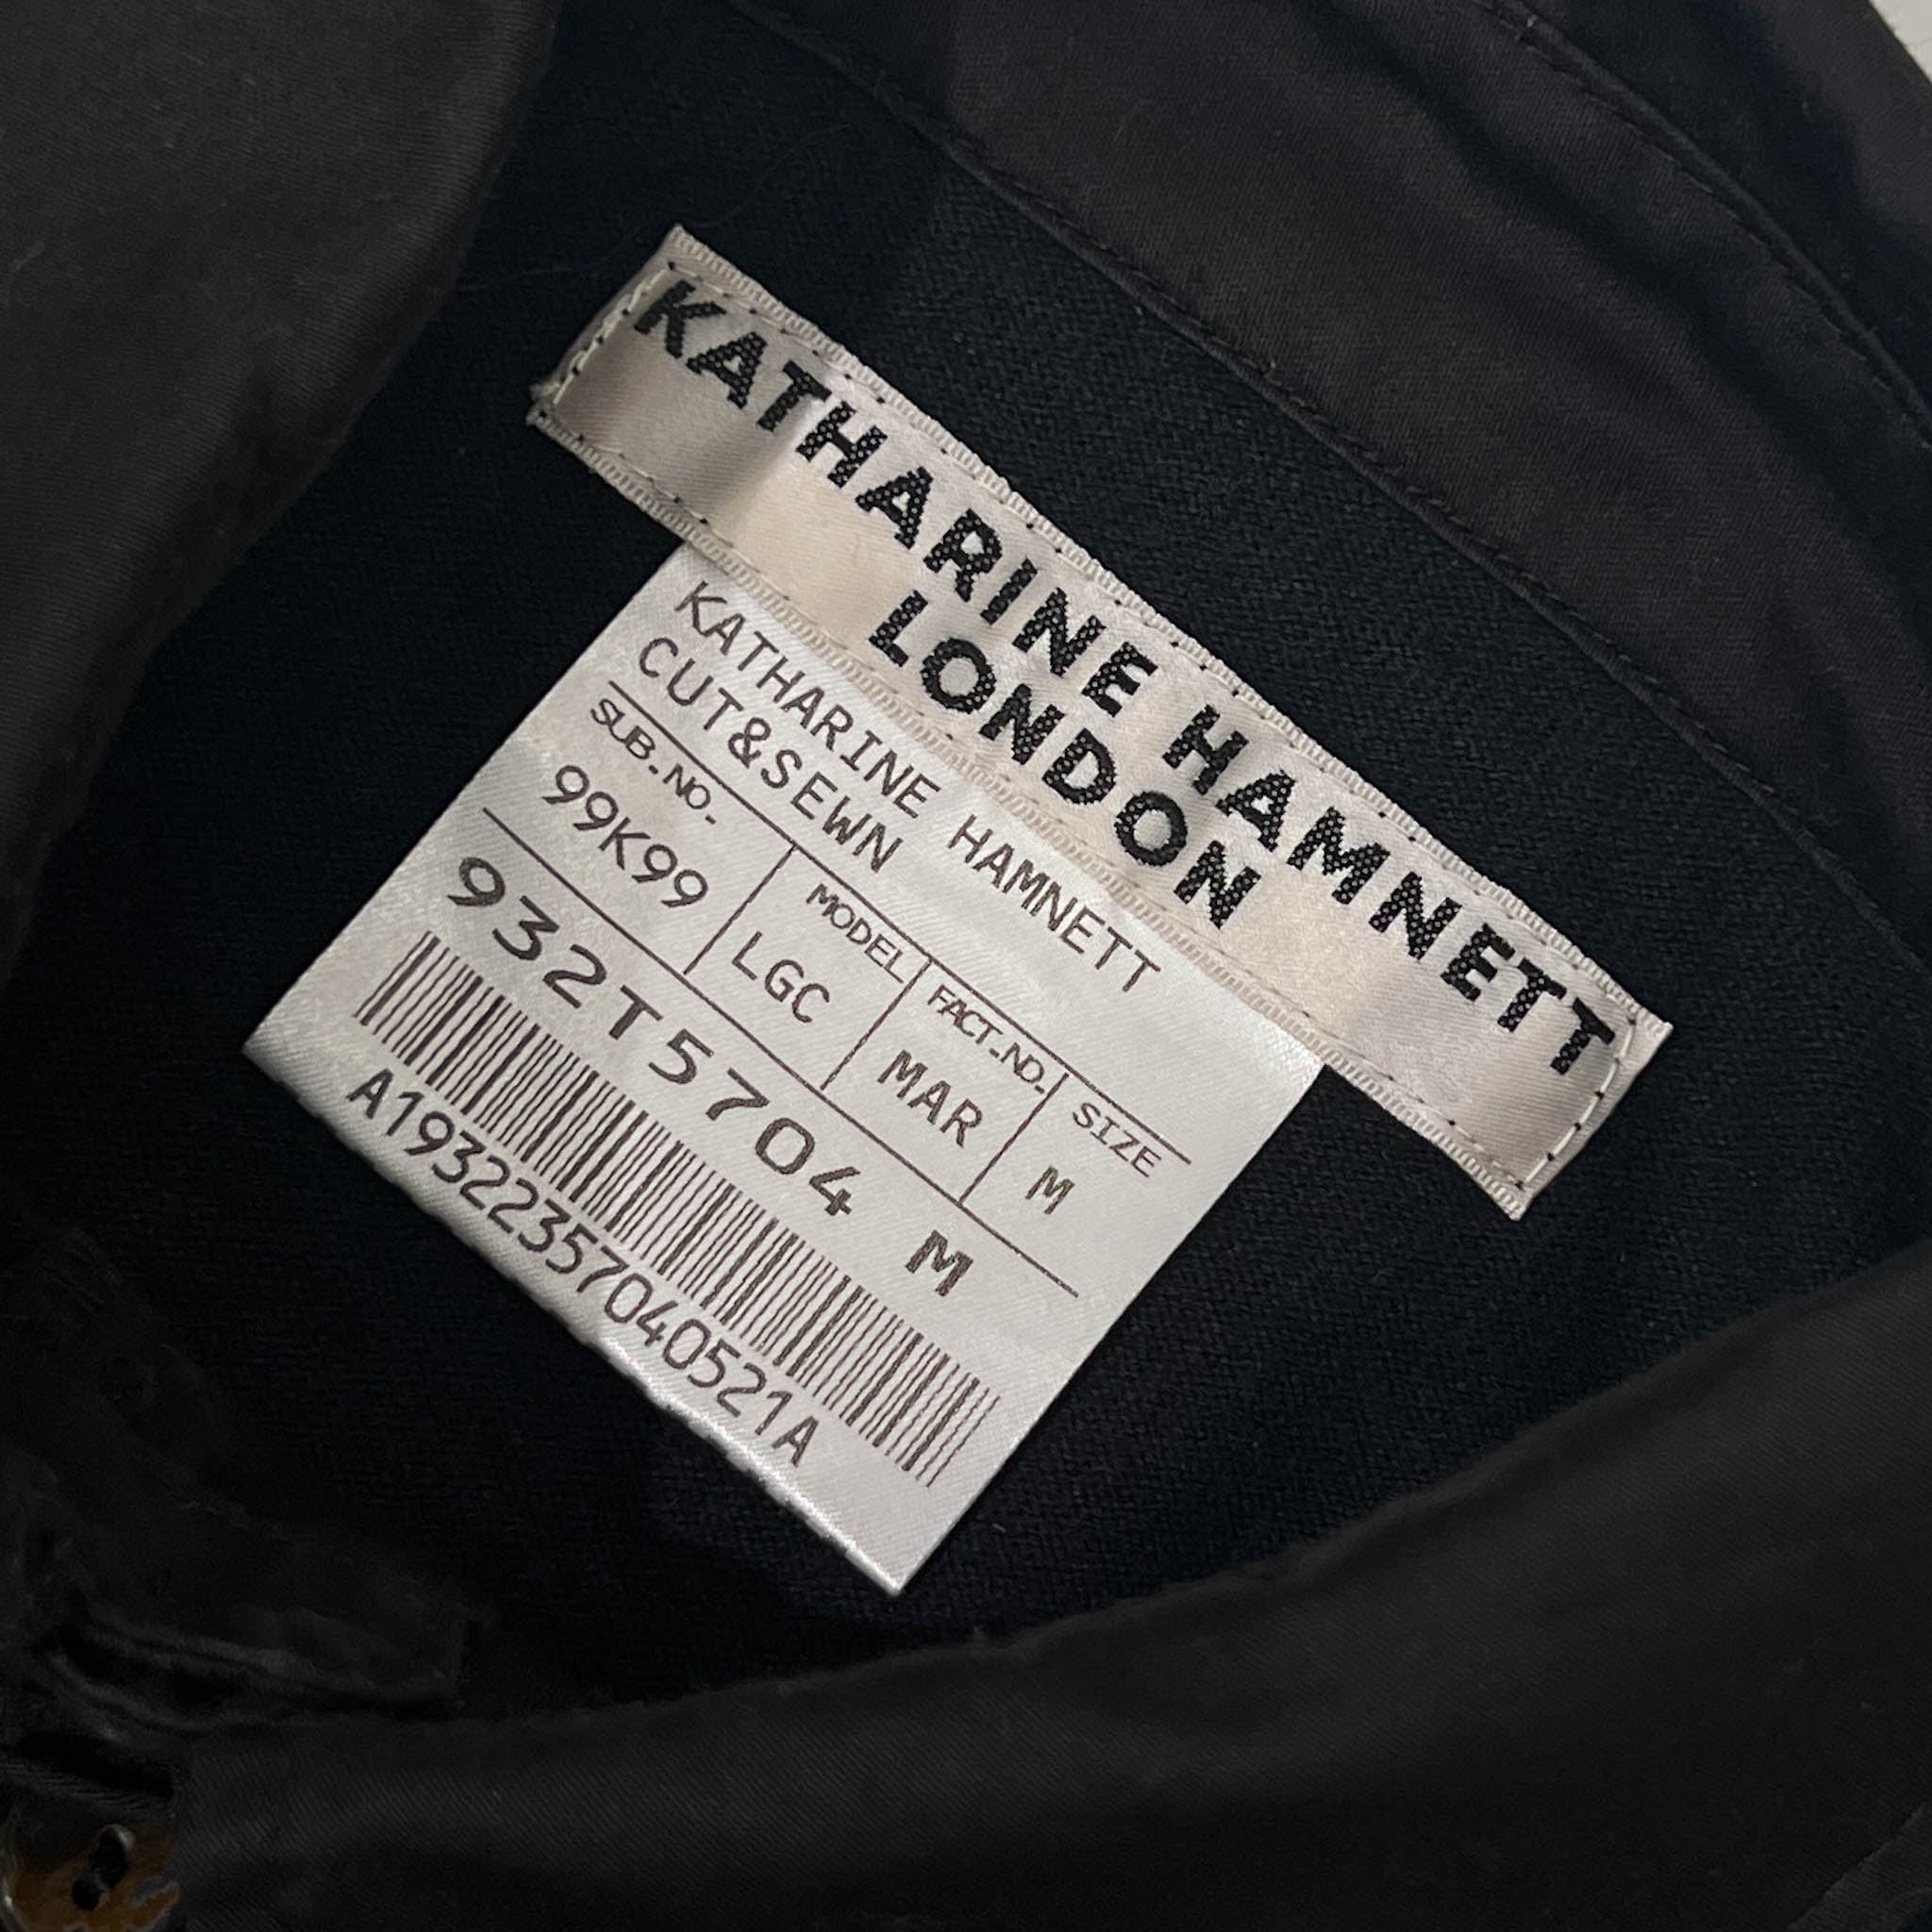 KATHARINE HAMNETT
LONDON
KATHARINE HAMNETT
CUT&SEWN
SUB.NO. MODEL FACT.NO. SIZE
99K99 LGC MAR M
932T5704 M
A19322357040521A